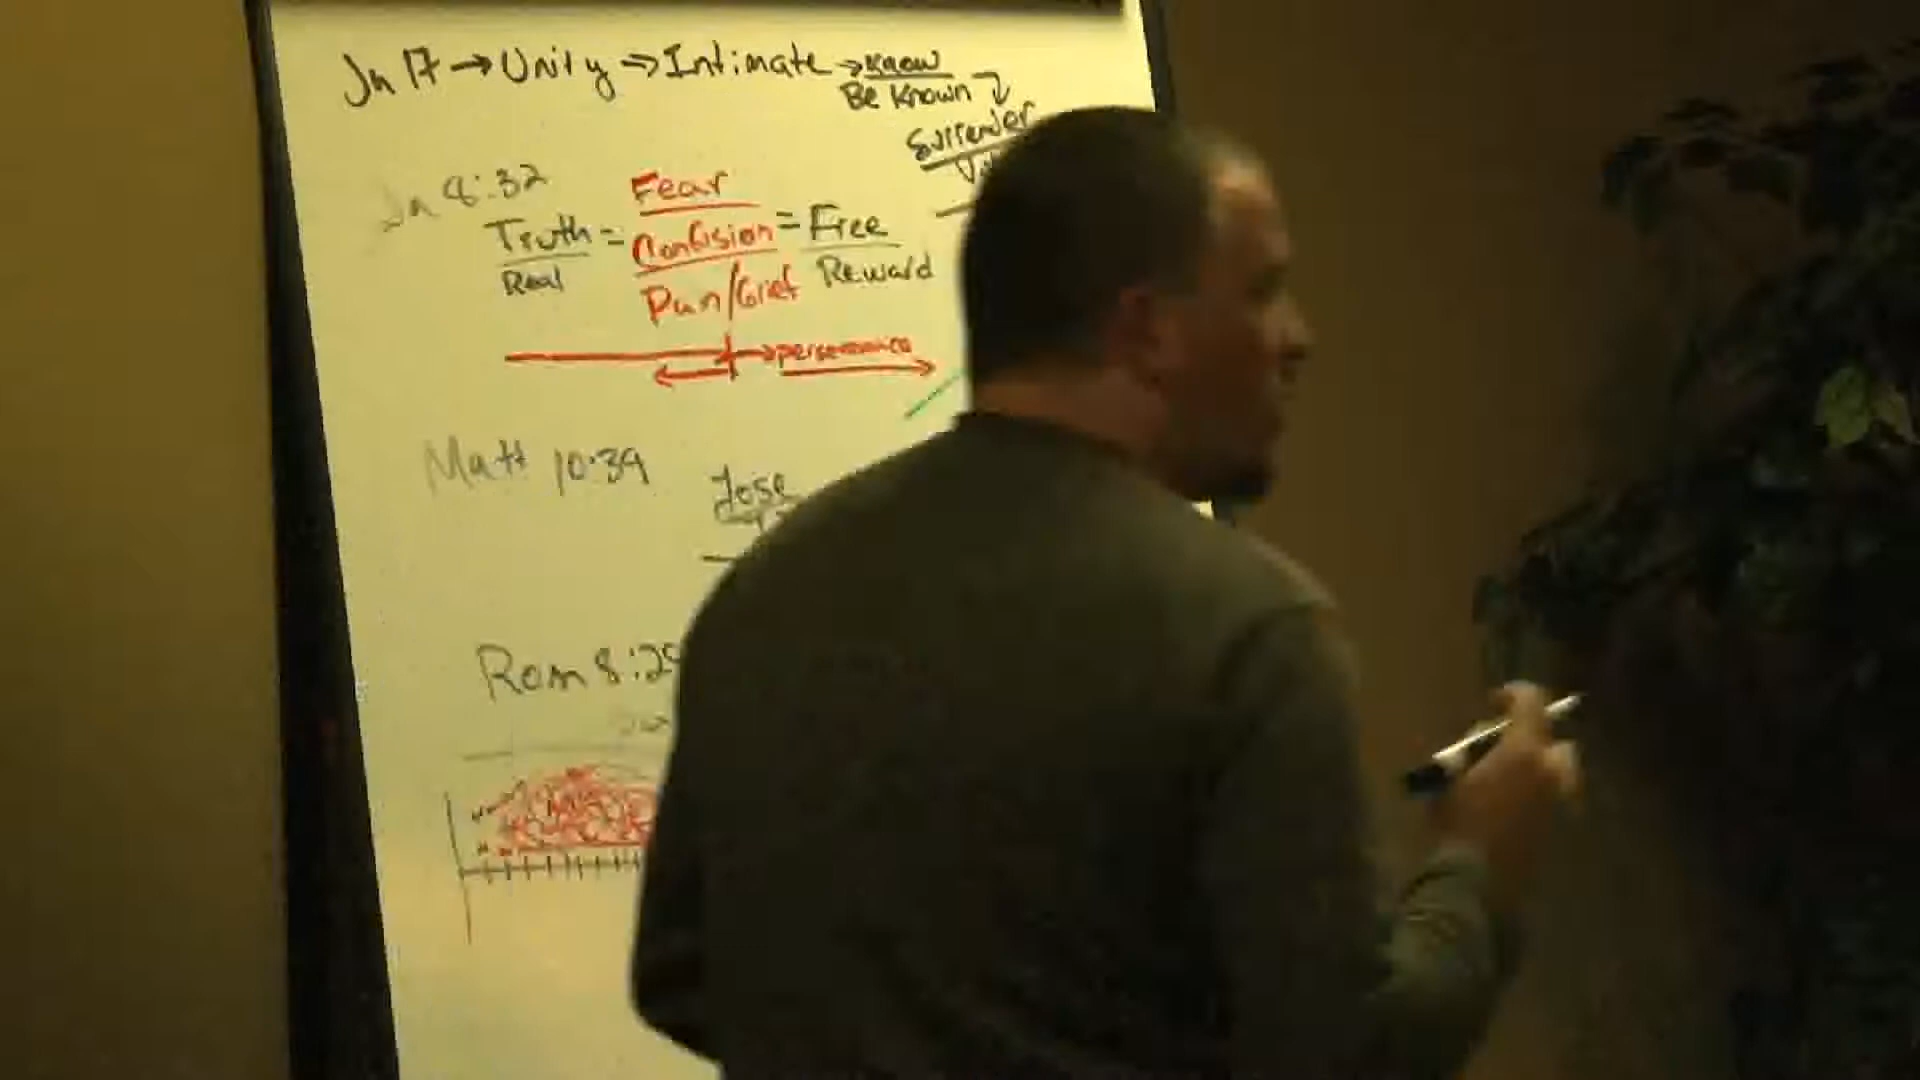 Jn 17 → Unity → Intimate → Know
Be Known
Surrender
Jn 8:32
Fear
Truth = Confusion = Free
Real
Pain/Grief
Reward
perseverance
Matt 10:39
lose
Rom 8:28